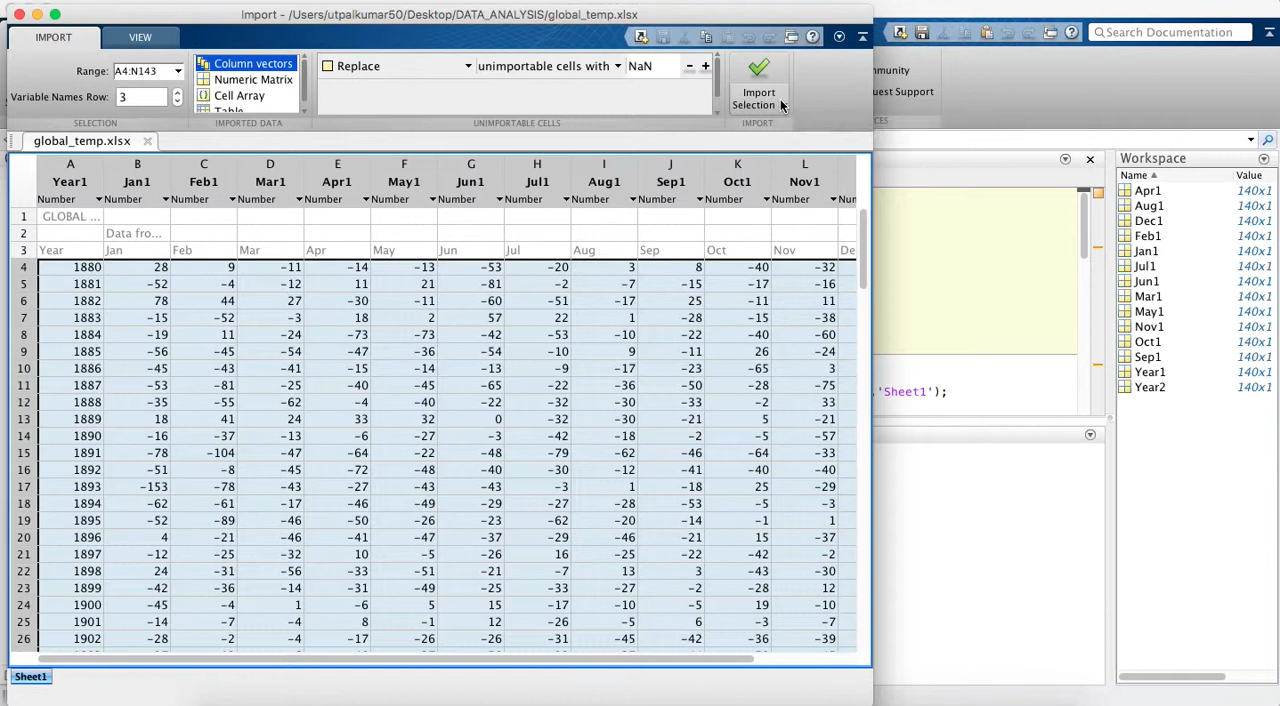 Import - /Users/utpalkumar50/Desktop/DATA_ANALYSIS/global_temp.xlsx
IMPORT VIEW
Search Documentation
Range: A4:N143
Variable Names Row: 3
SELECTION
Column vectors
Numeric Matrix
Cell Array
Table
IMPORTED DATA
Replace unimportable cells with NaN
UNIMPORTABLE CELLS
Import
Selection
IMPORT
munity
quest Support
CES
global_temp.xlsx
A B C D E F G H I J K L
Year1 Jan1 Feb1 Mar1 Apr1 May1 Jun1 Jul1 Aug1 Sep1 Oct1 Nov1
Number Number Number Number Number Number Number Number Number Number Number Number Num
1 GLOBAL ...
2 Data fro...
3 Year Jan Feb Mar Apr May Jun Jul Aug Sep Oct Nov De
4 1880 28 9 -11 -14 -13 -53 -20 3 8 -40 -32
5 1881 -52 -4 -12 11 21 -81 -2 -7 -15 -17 -16
6 1882 78 44 27 -30 -11 -60 -51 -17 25 -11 11
7 1883 -15 -52 -3 18 2 57 22 1 -28 -15 -38
8 1884 -19 11 -24 -73 -73 -42 -53 -10 -22 -40 -60
9 1885 -56 -45 -54 -47 -36 -54 -10 9 -11 26 -24
10 1886 -45 -43 -41 -15 -14 -13 -9 -17 -23 -65 3
11 1887 -53 -81 -25 -40 -45 -65 -22 -36 -50 -28 -75
12 1888 -35 -55 -62 -4 -40 -22 -32 -30 -33 -2 33
13 1889 18 41 24 33 32 0 -32 -30 -21 5 -21
14 1890 -16 -37 -13 -6 -27 -3 -42 -18 -2 -5 -57
15 1891 -78 -104 -47 -64 -22 -48 -79 -62 -46 -64 -33
16 1892 -51 -8 -45 -72 -48 -40 -30 -12 -41 -40 -40
17 1893 -153 -78 -43 -27 -43 -43 -3 1 -18 25 -29
18 1894 -62 -61 -17 -46 -49 -29 -27 -28 -53 -5 -3
19 1895 -52 -89 -46 -50 -26 -23 -62 -20 -14 -1 1
20 1896 4 -21 -46 -41 -47 -37 -29 -46 -21 15 -37
21 1897 -12 -25 -32 10 -5 -26 16 -25 -22 -42 -2
22 1898 24 -31 -56 -33 -51 -21 -7 13 3 -43 -30
23 1899 -42 -36 -14 -31 -49 -25 -33 -27 -2 -28 12
24 1900 -45 -4 1 -6 5 15 -17 -10 -5 19 -10
25 1901 -14 -7 -4 8 -1 12 -26 -5 6 -3 -7
26 1902 -28 -2 -4 -17 -26 -26 -31 -45 -42 -36 -39
Sheet1
,'Sheet1');
Workspace
Name Value
Apr1 140x1
Aug1 140x1
Dec1 140x1
Feb1 140x1
Jan1 140x1
Jul1 140x1
Jun1 140x1
Mar1 140x1
May1 140x1
Nov1 140x1
Oct1 140x1
Sep1 140x1
Year1 140x1
Year2 140x1